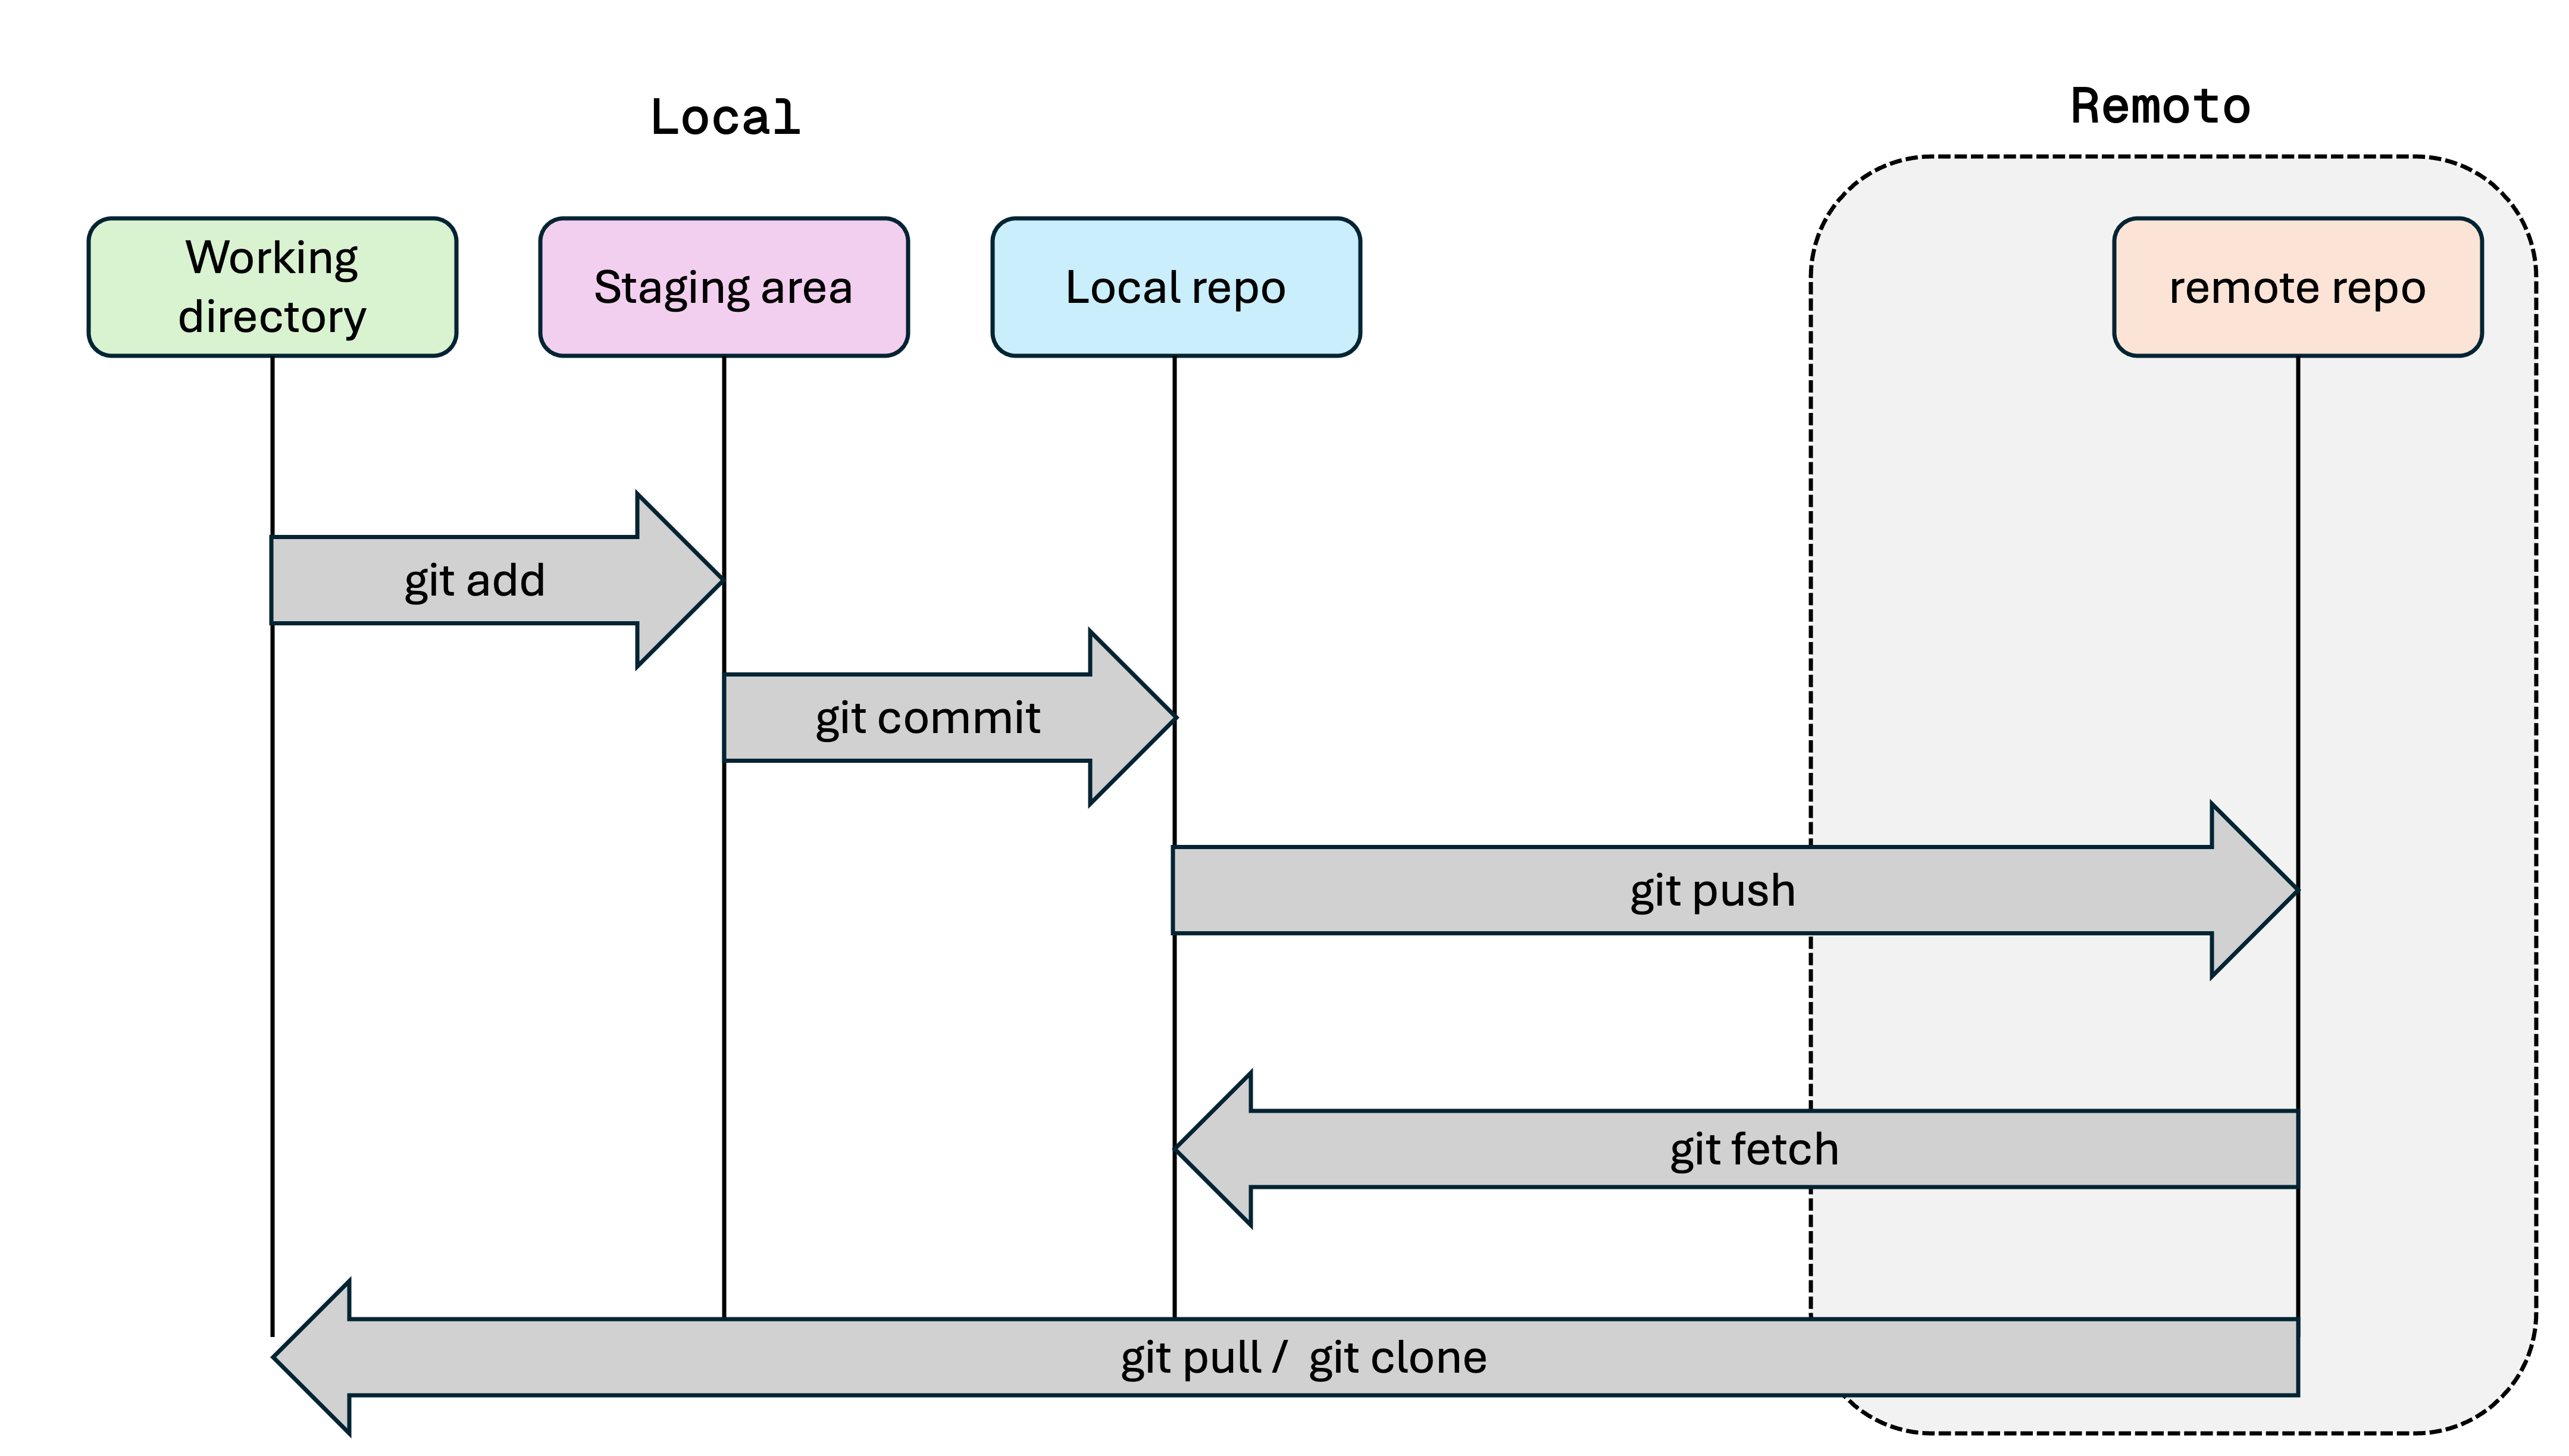 Local
Remoto
Working
directory
Staging area
Local repo
remote repo
git add
git commit
git push
git fetch
git pull /  git clone